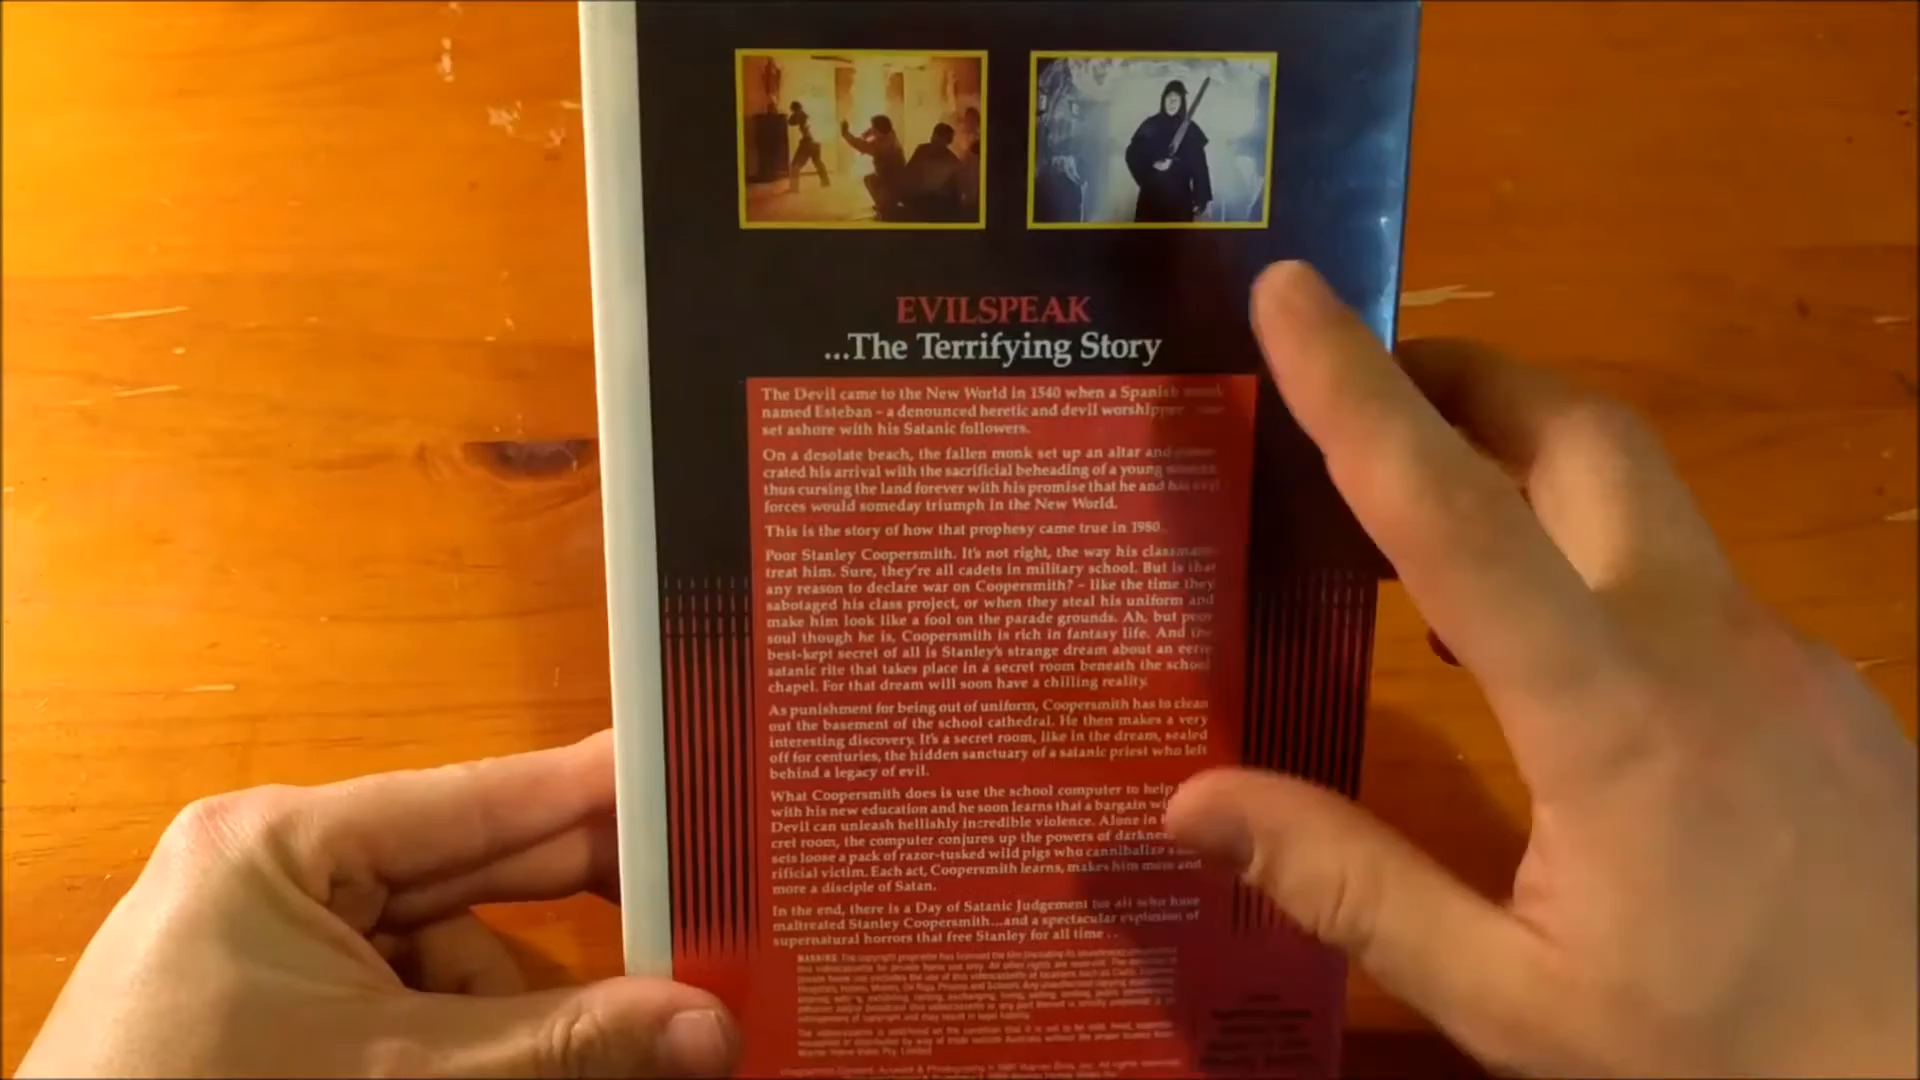 EVILSPEAK
...The Terrifying Story
The Devil came to the New World in 1540 when a Spanish
named Esteban – a denounced heretic and devil worshipper
set ashore with his Satanic followers.
On a desolate beach, the fallen monk set up an altar and
crated his arrival with the sacrificial beheading of a young
thus cursing the land forever with his promise that he and his evil
forces would someday triumph in the New World.
This is the story of how that prophesy came true in 1980.
Poor Stanley Coopersmith. It's not right, the way his classmates
treat him. Sure, they're all cadets in military school. But is that
any reason to declare war on Coopersmith? – like the time they
sabotaged his class project, or when they steal his uniform and
make him look like a fool on the parade grounds. Ah, but poor
soul though he is, Coopersmith is rich in fantasy life. And the
best-kept secret of all is Stanley's strange dream about an eerie
satanic rite that takes place in a secret room beneath the school
chapel. For that dream will soon have a chilling reality.
As punishment for being out of uniform, Coopersmith has to clean
out the basement of the school cathedral. He then makes a very
interesting discovery. It's a secret room, like in the dream, sealed
off for centuries, the hidden sanctuary of a satanic priest who left
behind a legacy of evil.
What Coopersmith does is use the school computer to help
with his new education and he soon learns that a bargain wi
Devil can unleash hellishly incredible violence. Alone in
cret room, the computer conjures up the powers of darknes
sets loose a pack of razor-tusked wild pigs who cannibalize
rificial victim. Each act, Coopersmith learns, makes him more and
more a disciple of Satan.
In the end, there is a Day of Satanic Judgement for all who have
maltreated Stanley Coopersmith...and a spectacular explosion of
supernatural horrors that free Stanley for all time...